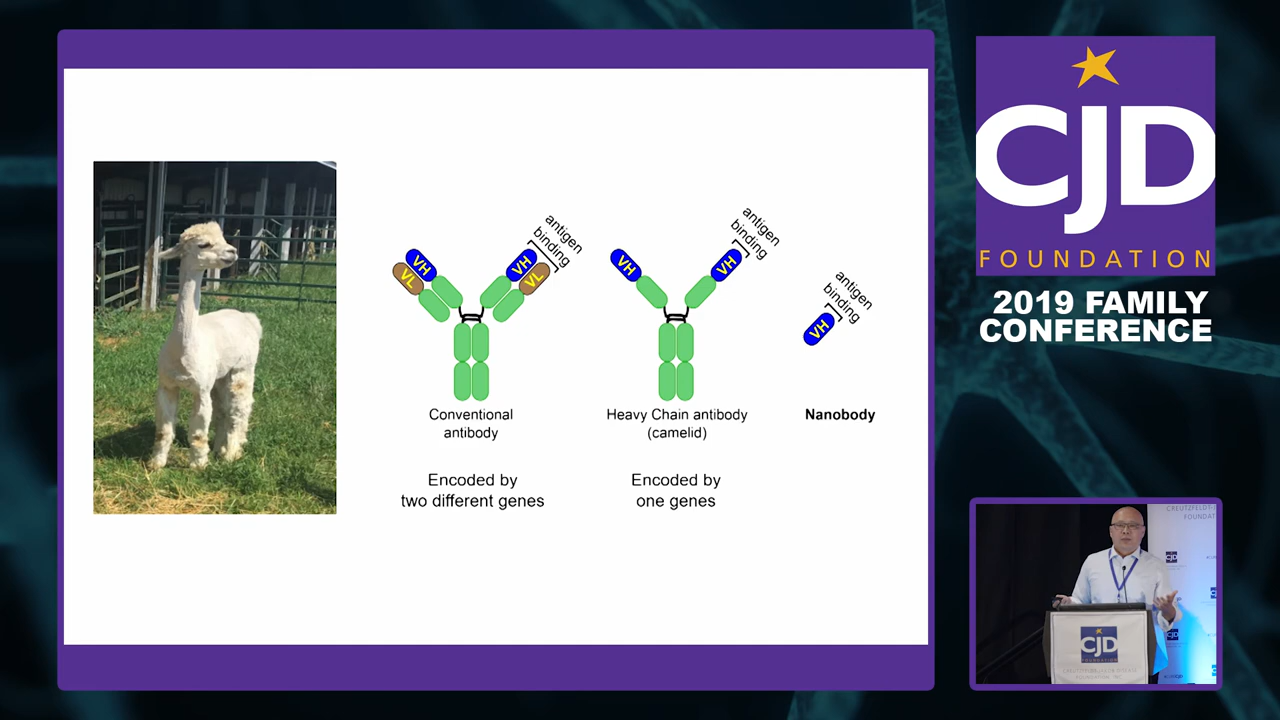 VH
VL
VH
VL
antigen
binding
Conventional
antibody
Encoded by
two different genes
VH
VH
antigen
binding
Heavy Chain antibody
(camelid)
Encoded by
one genes
VH
antigen
binding
Nanobody
CJD
FOUNDATION
2019 FAMILY
CONFERENCE
CJD
FOUNDATION